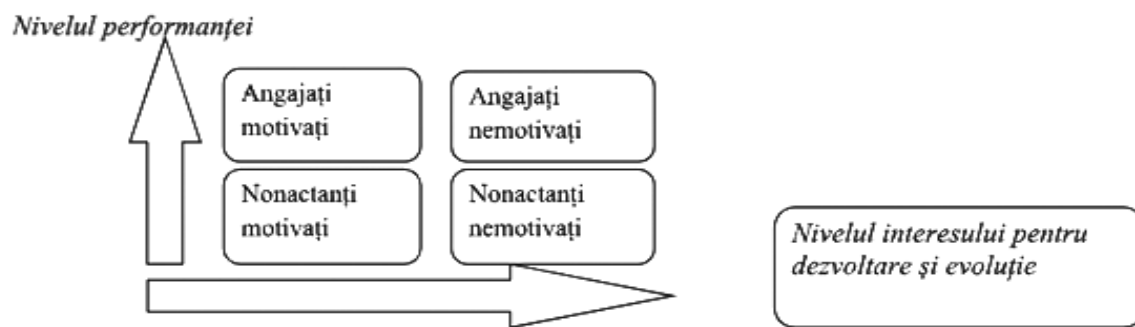 Nivelul performanței
Angajați
motivați
Angajați
nemotivați
Nonactanți
motivați
Nonactanți
nemotivați
Nivelul interesului pentru
dezvoltare și evoluție